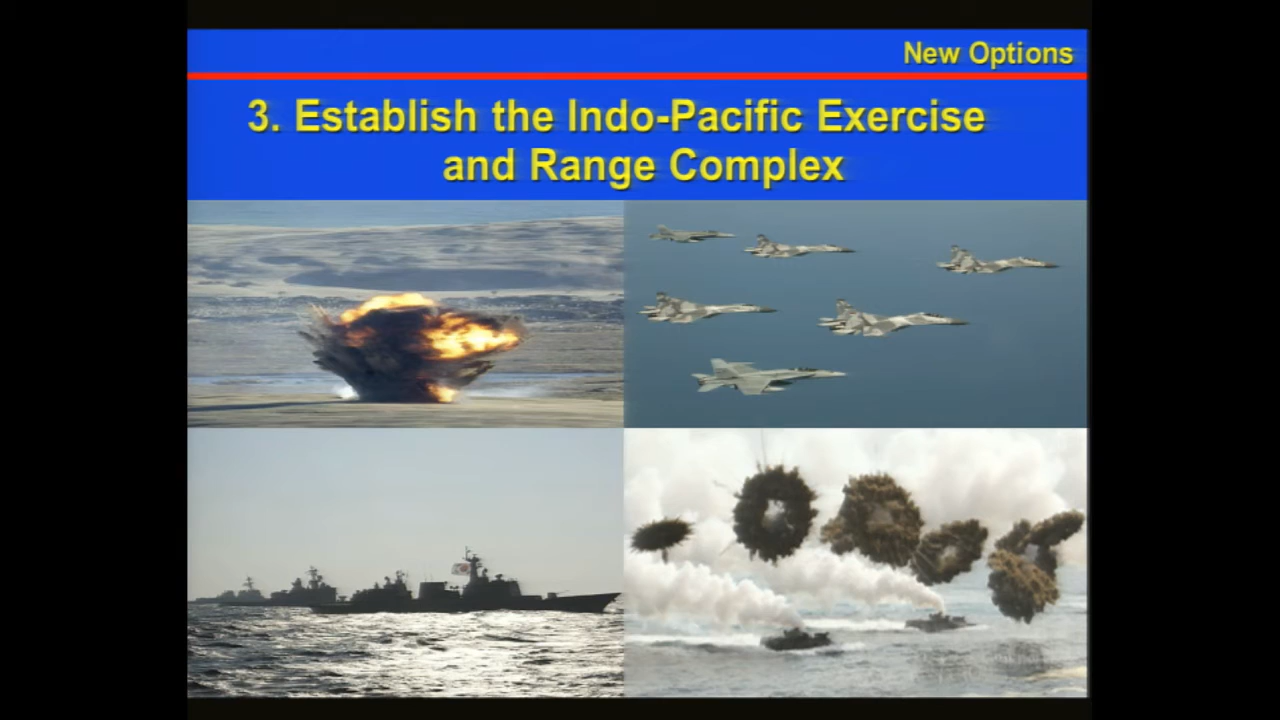 New Options
3. Establish the Indo-Pacific Exercise
and Range Complex